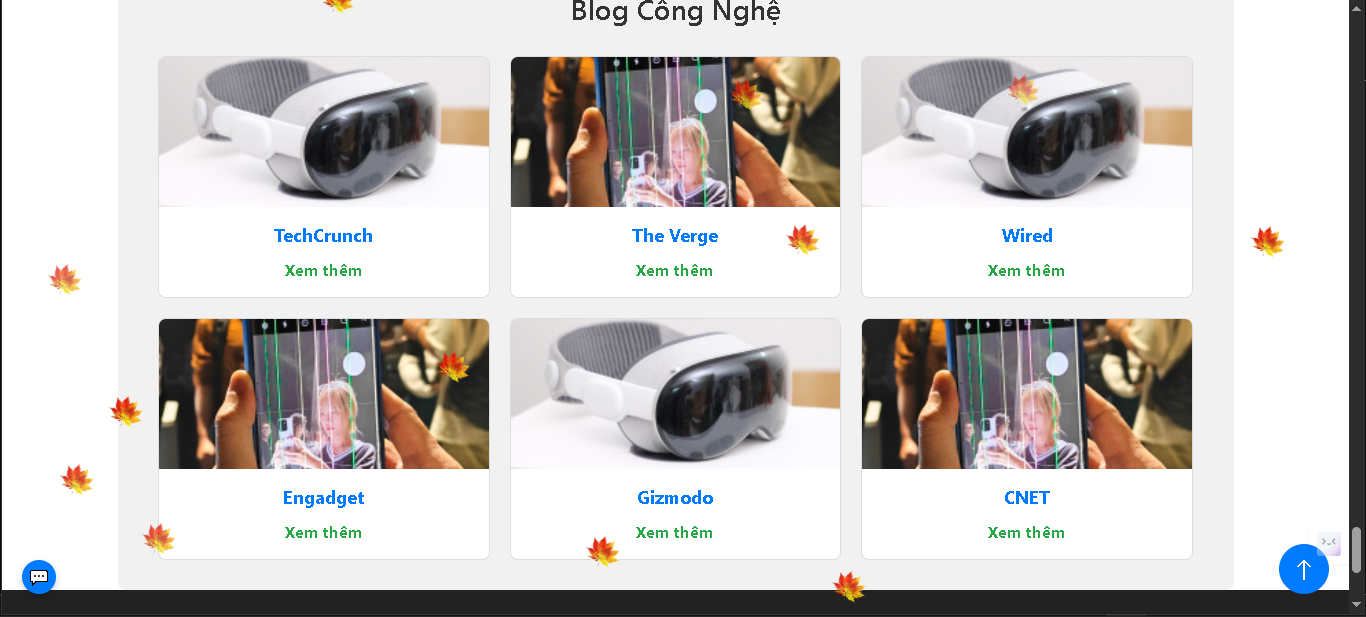 Blog Công Nghệ
TechCrunch
The Verge
Wired
Xem thêm
Xem thêm
Xem thêm
Engadget
Gizmodo
CNET
Xem thêm
Xem thêm
Xem thêm